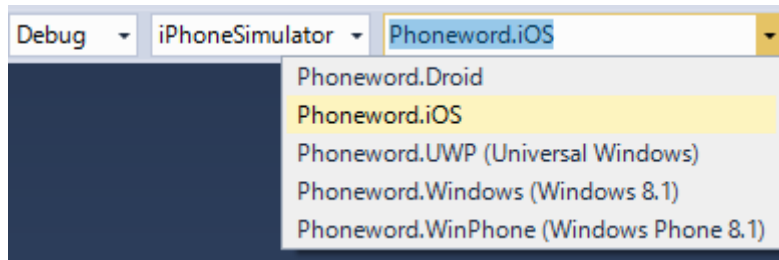 Debug iPhoneSimulator Phoneword.iOS
Phoneword.Droid
Phoneword.iOS
Phoneword.UWP (Universal Windows)
Phoneword.Windows (Windows 8.1)
Phoneword.WinPhone (Windows Phone 8.1)